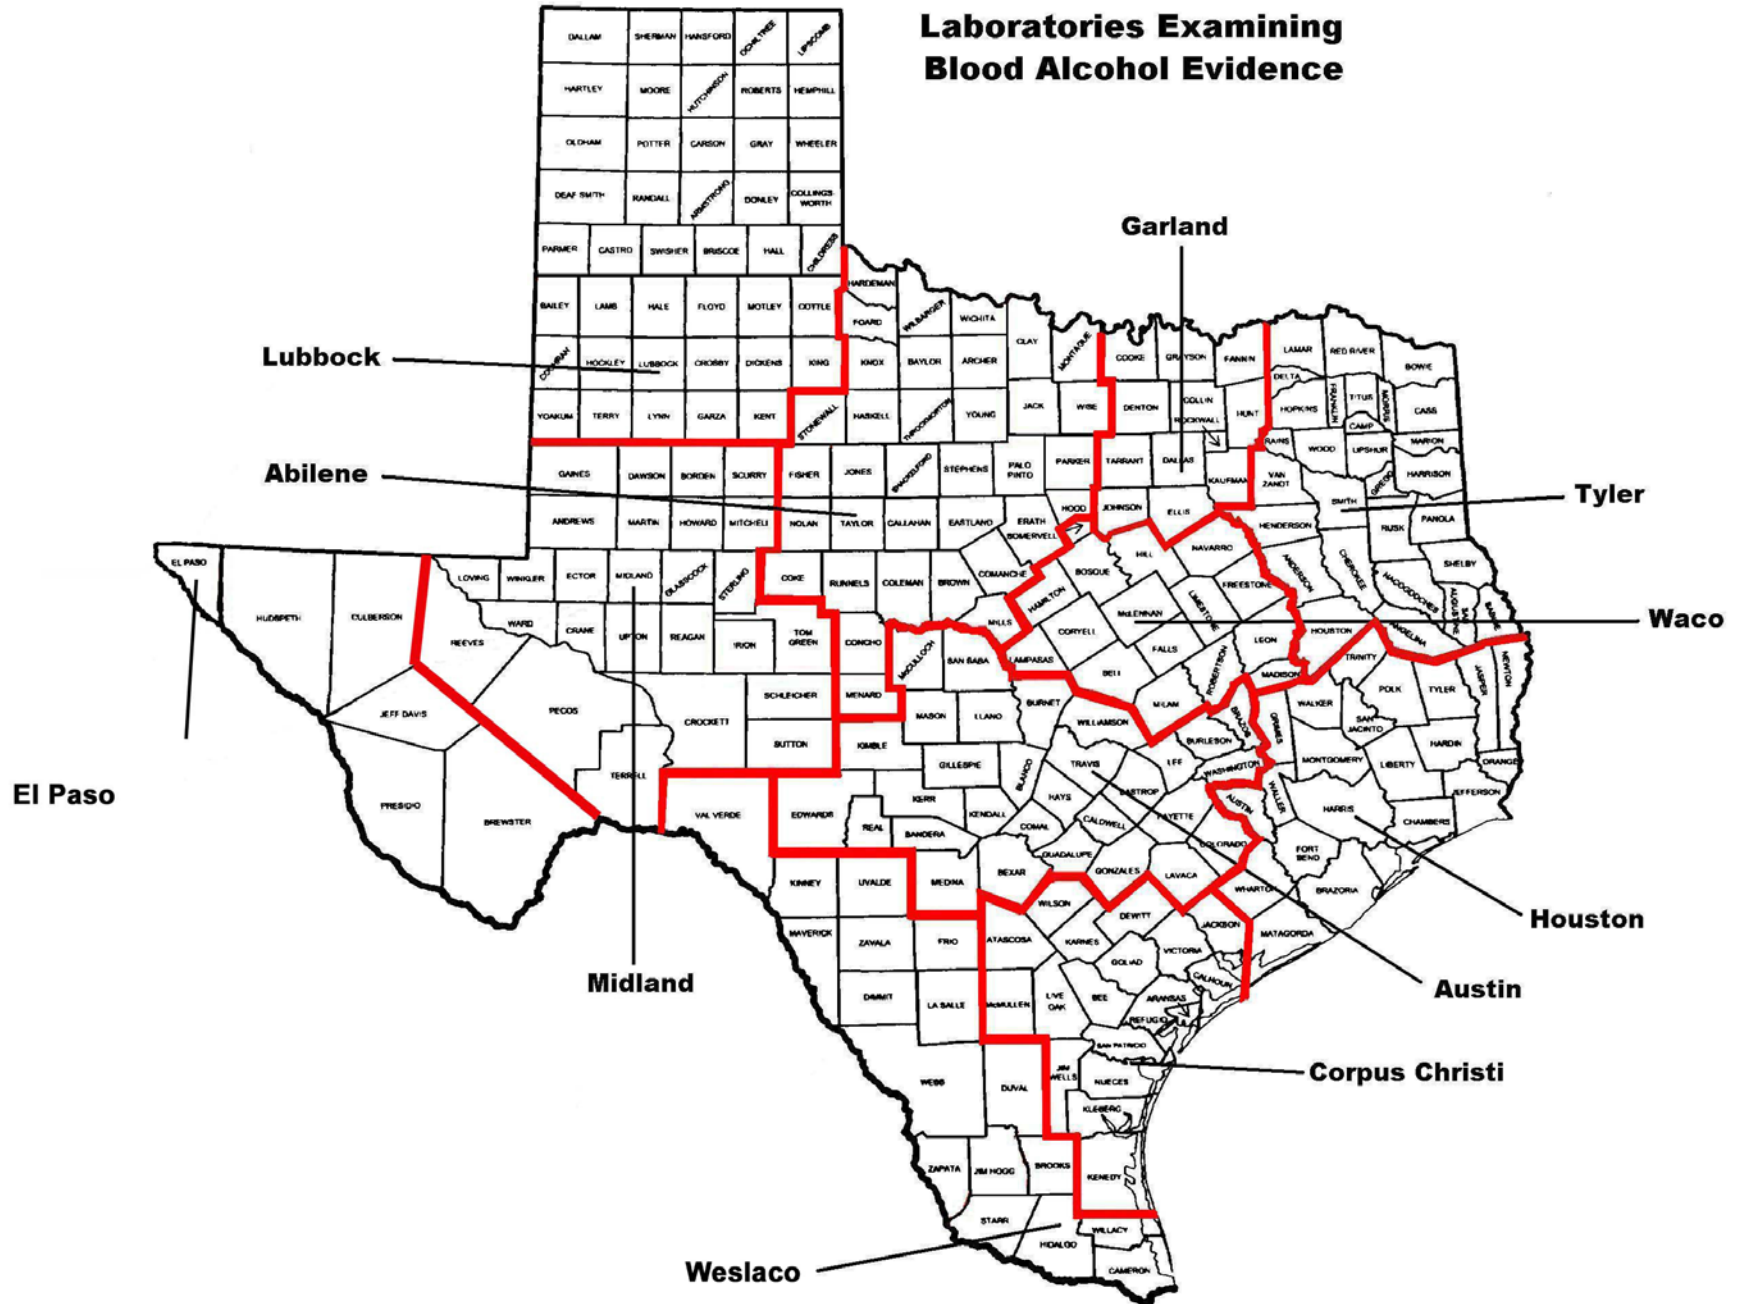 Laboratories Examining
Blood Alcohol Evidence
DALLAM SHERMAN HANSFORD OCHILTREE LIPSCOMB
HARTLEY MOORE HUTCHINSON ROBERTS HEMPHILL
OLDHAM POTTER CARSON GRAY WHEELER
DEAF SMITH RANDALL ARMSTRONG DONLEY COLLINGS-
WORTH
PARMER CASTRO SWISHER BRISCOE HALL CHILDRESS
Garland
HARDEMAN
BAILEY LAMB HALE FLOYD MOTLEY COTTLE FOARD WILBARGER WICHITA
CLAY MONTAGUE COOKE GRAYSON FANNIN LAMAR RED RIVER BOWIE
Lubbock
COCHRAN HOCKLEY LUBBOCK CROSBY DICKENS KING KNOX BAYLOR ARCHER
DELTA
YOAKUM TERRY LYNN GARZA KENT STONEWALL HASKELL THROCKMORTON YOUNG JACK WISE DENTON COLLIN ROCKWALL HUNT HOPKINS FRANKLIN TITUS MORRIS CASS
CAMP
Abilene
GAINES DAWSON BORDEN SCURRY FISHER JONES SHACKELFORD STEPHENS PALO
PINTO PARKER TARRANT DALLAS KAUFMAN RAINS WOOD UPSHUR MARION
VAN
ZANDT SMITH GREGG HARRISON
Tyler
ANDREWS MARTIN HOWARD MITCHELL NOLAN TAYLOR CALLAHAN EASTLAND ERATH HOOD JOHNSON ELLIS HENDERSON RUSK PANOLA
SOMERVELL
EL PASO HUDSPETH CULBERSON
LOVING WINKLER ECTOR MIDLAND GLASSCOCK STERLING COKE RUNNELS COLEMAN BROWN COMANCHE BOSQUE HILL NAVARRO ANDERSON CHEROKEE SHELBY
HAMILTON FREESTONE NACOGDOCHES
SAN
AUGUSTINE SABINE
Waco
REEVES WARD CRANE UPTON REAGAN IRION TOM
GREEN CONCHO McCULLOCH MILLS SAN SABA CORYELL McLENNAN LIMESTONE LEON HOUSTON ANGELINA
LAMPASAS BELL FALLS ROBERTSON MADISON TRINITY
JEFF DAVIS PECOS CROCKETT SCHLEICHER MENARD MASON LLANO BURNET WILLIAMSON MILAM BRAZOS GRIMES WALKER SAN
JACINTO POLK TYLER JASPER NEWTON
SUTTON KIMBLE GILLESPIE BLANCO TRAVIS LEE BURLESON WASHINGTON MONTGOMERY LIBERTY HARDIN ORANGE
El Paso
PRESIDIO BREWSTER TERRELL VAL VERDE EDWARDS REAL KERR BANDERA KENDALL HAYS COMAL CALDWELL BASTROP FAYETTE AUSTIN WALLER HARRIS CHAMBERS JEFFERSON
KINNEY UVALDE MEDINA BEXAR GUADALUPE GONZALES LAVACA COLORADO FORT
BEND WHARTON BRAZORIA
Houston
MAVERICK ZAVALA FRIO ATASCOSA WILSON KARNES DEWITT VICTORIA JACKSON MATAGORDA
GOLIAD CALHOUN
Midland
Austin
DIMMIT LA SALLE McMULLEN LIVE
OAK BEE ARANSAS
REFUGIO
SAN PATRICIO
WEBB DUVAL JIM
WELLS NUECES
Corpus Christi
KLEBERG
ZAPATA JIM HOGG BROOKS KENEDY
STARR HIDALGO WILLACY
CAMERON
Weslaco